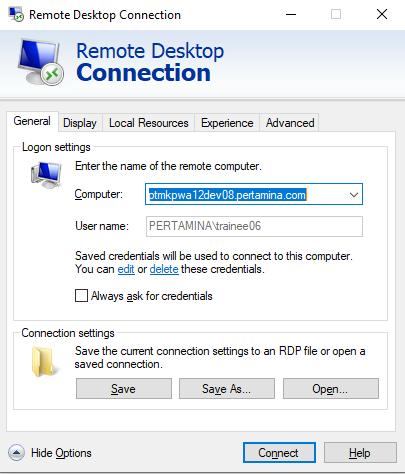 Remote Desktop Connection
Remote Desktop
Connection
General Display Local Resources Experience Advanced
Logon settings
Enter the name of the remote computer.
Computer: ptmkpwa12dev08.pertamina.com
User name: PERTAMINA\trainee06
Saved credentials will be used to connect to this computer.
You can edit or delete these credentials.
Always ask for credentials
Connection settings
Save the current connection settings to an RDP file or open a
saved connection.
Save Save As... Open...
Hide Options Connect Help